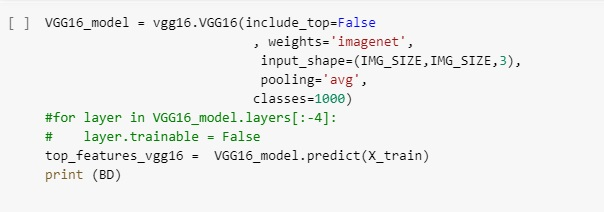 [ ] VGG16_model = vgg16.VGG16(include_top=False
, weights='imagenet',
input_shape=(IMG_SIZE,IMG_SIZE,3),
pooling='avg',
classes=1000)
#for layer in VGG16_model.layers[:-4]:
#    layer.trainable = False
top_features_vgg16 =  VGG16_model.predict(X_train)
print (BD)